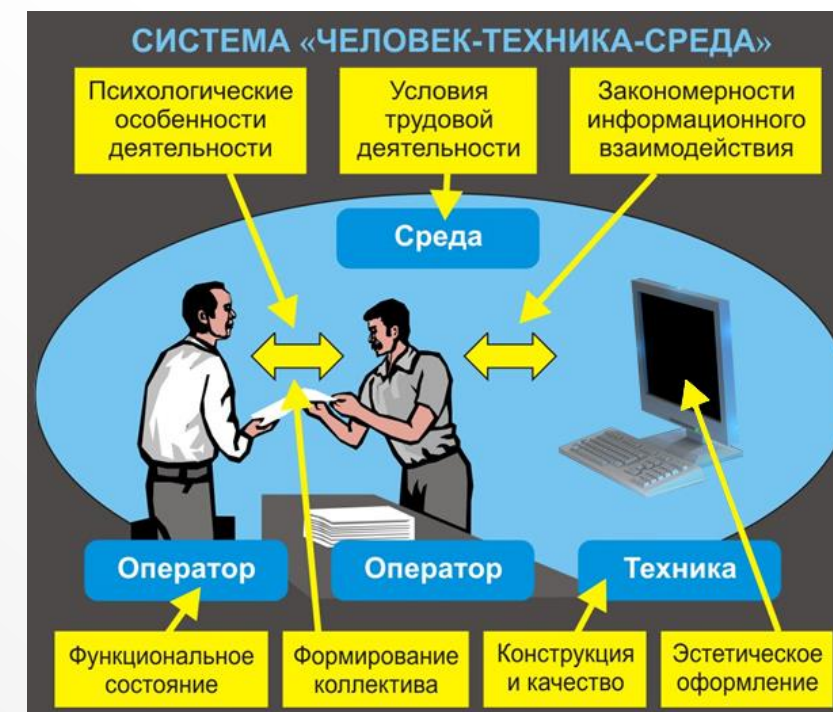 СИСТЕМА «ЧЕЛОВЕК-ТЕХНИКА-СРЕДА»
Психологические
особенности
деятельности
Условия
трудовой
деятельности
Закономерности
информационного
взаимодействия
Среда
Оператор
Оператор
Техника
Функциональное
состояние
Формирование
коллектива
Конструкция
и качество
Эстетическое
оформление